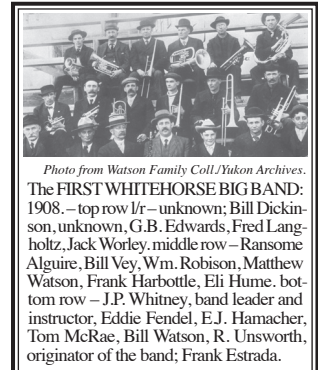 Photo from Watson Family Coll./Yukon Archives.
The FIRST WHITEHORSE BIG BAND:
1908. – top row l/r – unknown; Bill Dickin-
son, unknown, G.B. Edwards, Fred Lang-
holtz, Jack Worley. middle row – Ransome
Alguire, Bill Vey, Wm. Robison, Matthew
Watson, Frank Harbottle, Eli Hume. bot-
tom row – J.P. Whitney, band leader and
instructor, Eddie Fendel, E.J. Hamacher,
Tom McRae, Bill Watson, R. Unsworth,
originator of the band; Frank Estrada.